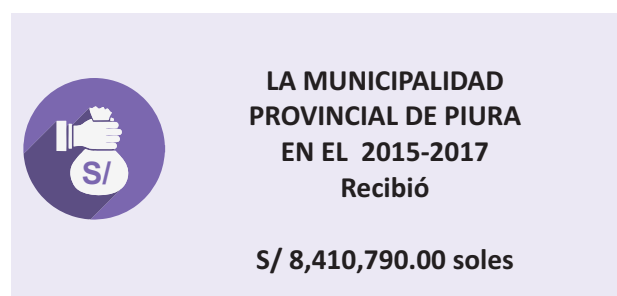 LA MUNICIPALIDAD
PROVINCIAL DE PIURA
EN EL 2015-2017
Recibió
S/
S/ 8,410,790.00 soles